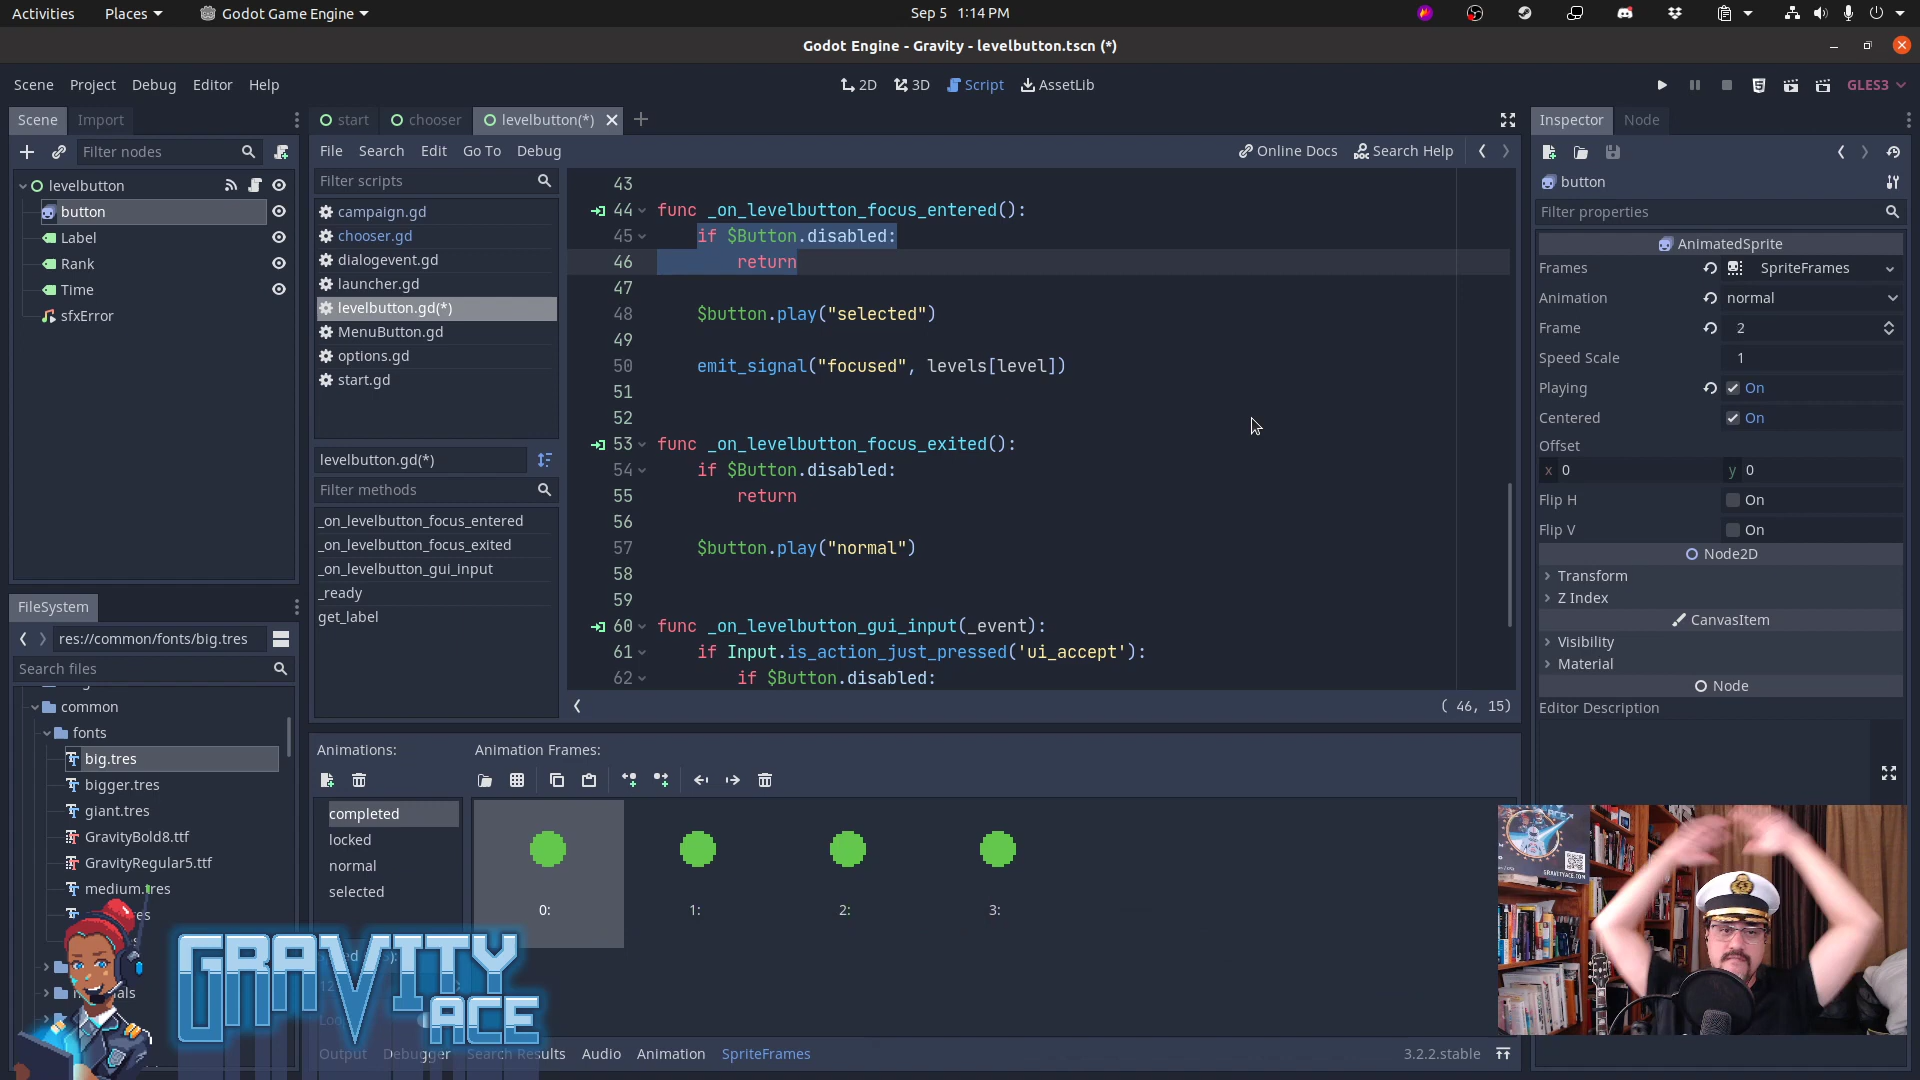 Activities Places Godot Game Engine Sep 5 1:14 PM
Godot Engine - Gravity - levelbutton.tscn (*)
Scene Project Debug Editor Help 2D 3D Script AssetLib GLES3
Scene Import
Filter nodes
levelbutton
button
Label
Rank
Time
sfxError
FileSystem
res://common/fonts/big.tres
Search files
common
fonts
big.tres
bigger.tres
giant.tres
GravityBold8.ttf
GravityRegular5.ttf
medium.tres
start chooser levelbutton(*)
File Search Edit Go To Debug Online Docs Search Help
Filter scripts
campaign.gd
chooser.gd
dialogevent.gd
launcher.gd
levelbutton.gd(*)
MenuButton.gd
options.gd
start.gd
levelbutton.gd(*)
Filter methods
_on_levelbutton_focus_entered
_on_levelbutton_focus_exited
_on_levelbutton_gui_input
_ready
get_label
43
44 func _on_levelbutton_focus_entered():
45 if $Button.disabled:
46 return
47
48 $button.play("selected")
49
50 emit_signal("focused", levels[level])
51
52
53 func _on_levelbutton_focus_exited():
54 if $Button.disabled:
55 return
56
57 $button.play("normal")
58
59
60 func _on_levelbutton_gui_input(_event):
61 if Input.is_action_just_pressed('ui_accept'):
62 if $Button.disabled:
( 46, 15)
Animations: Animation Frames:
completed
locked
normal
selected
0: 1: 2: 3:
Output Debugger Search Results Audio Animation SpriteFrames 3.2.2.stable
Inspector Node
button
Filter properties
AnimatedSprite
Frames SpriteFrames
Animation normal
Frame 2
Speed Scale 1
Playing On
Centered On
Offset
x 0 y 0
Flip H On
Flip V On
Node2D
Transform
Z Index
CanvasItem
Visibility
Material
Node
Editor Description
GRAVITY
ACE
GRAVITYACE.COM